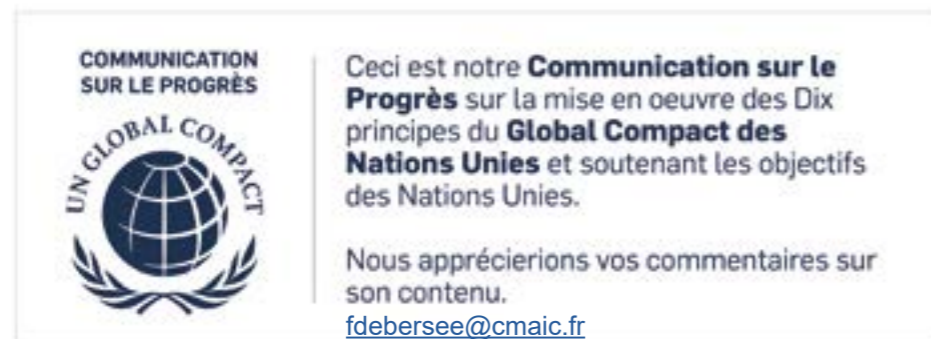 COMMUNICATION
SUR LE PROGRÈS
UN GLOBAL COMPACT
Ceci est notre Communication sur le
Progrès sur la mise en oeuvre des Dix
principes du Global Compact des
Nations Unies et soutenant les objectifs
des Nations Unies.
Nous apprécierions vos commentaires sur
son contenu.
fdebersee@cmaic.fr